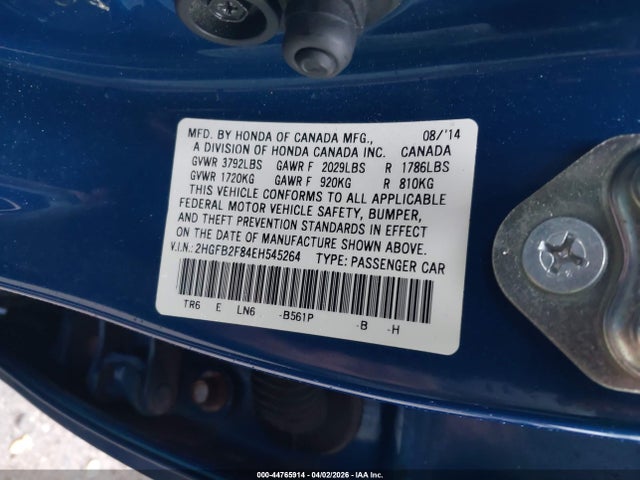 MFD. BY HONDA OF CANADA MFG., 08/'14
A DIVISION OF HONDA CANADA INC. CANADA
GVWR 3792LBS GAWR F 2029LBS R 1786LBS
GVWR 1720KG GAWR F 920KG R 810KG
THIS VEHICLE CONFORMS TO ALL APPLICABLE
FEDERAL MOTOR VEHICLE SAFETY, BUMPER,
AND THEFT PREVENTION STANDARDS IN EFFECT
ON THE DATE OF MANUFACTURE SHOWN ABOVE.
V.I.N.: 2HGFB2F84EH545264 TYPE: PASSENGER CAR
TR6 E LN6 -B561P -B -H
000-44765914 04/02/2026 IAA Inc.